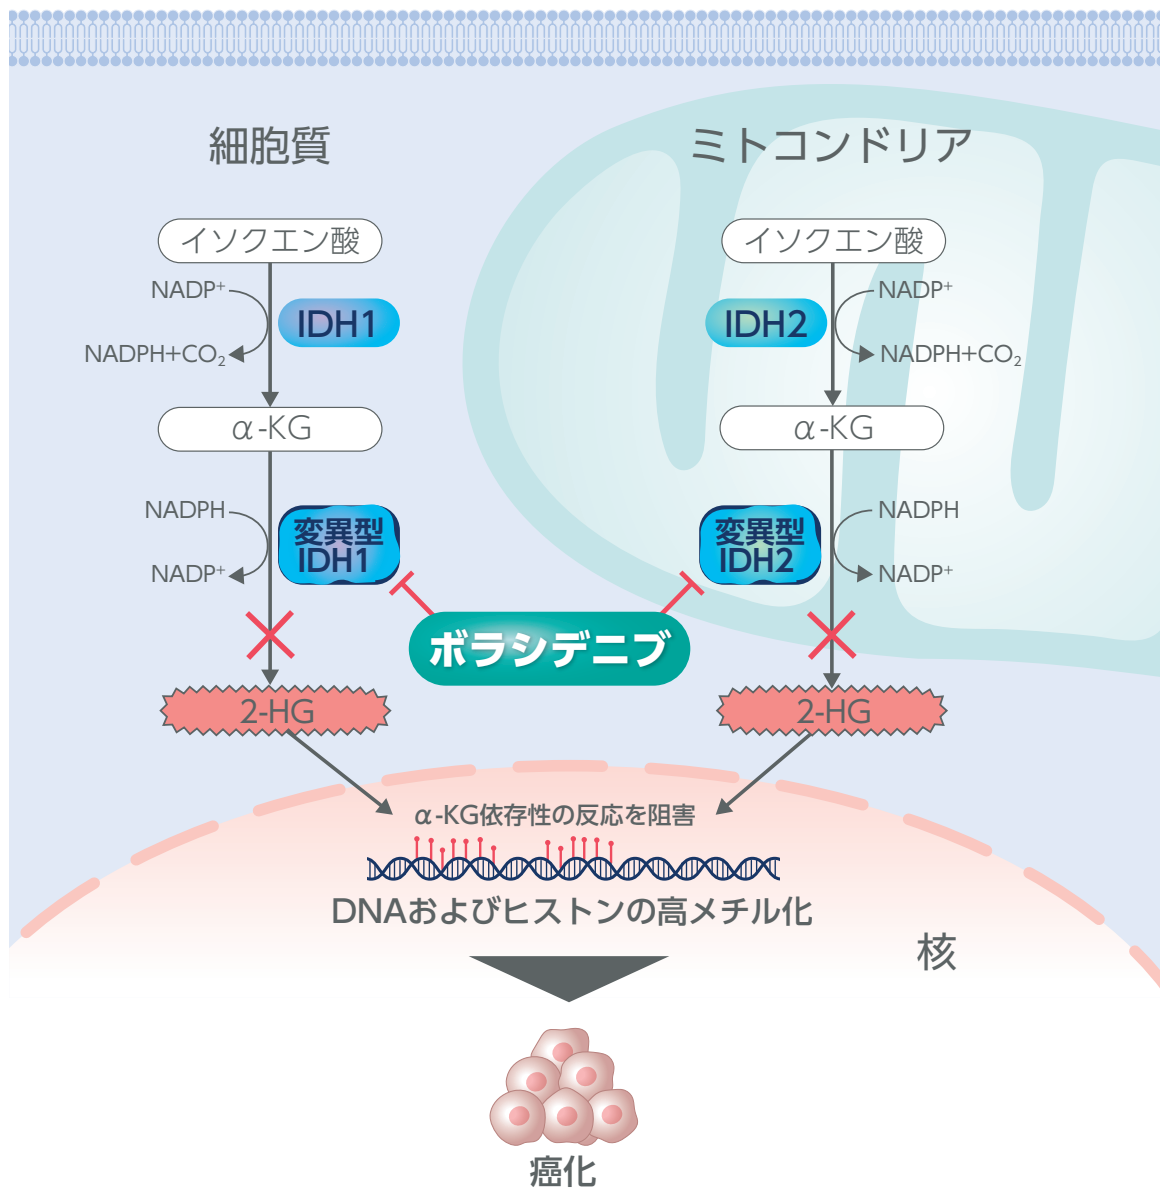 細胞質
ミトコンドリア
イソクエン酸
イソクエン酸
NADP⁺
IDH1
NADPH+CO₂
IDH2
NADP⁺
NADPH+CO₂
α-KG
α-KG
NADPH
変異型
IDH1
NADP⁺
変異型
IDH2
NADPH
NADP⁺
ボラシデニブ
2-HG
2-HG
α-KG依存性の反応を阻害
DNAおよびヒストンの高メチル化
核
癌化